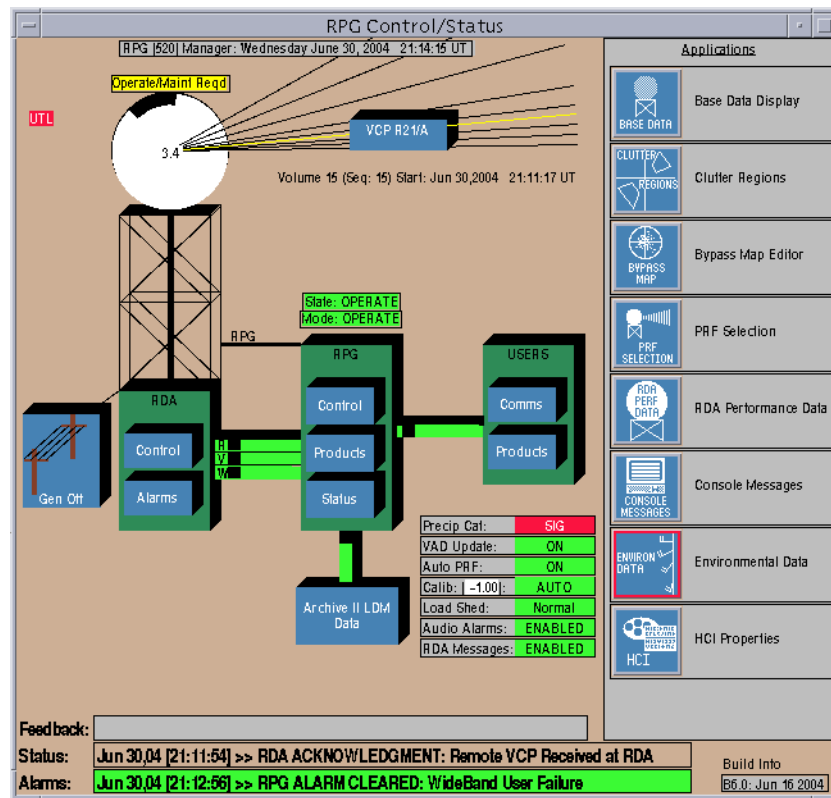 RPG Control/Status
RPG |520| Manager: Wednesday June 30, 2004 21:14:15 UT
Operate/Maint Reqd
UTL
3.4
VCP R21/A
Volume 15 (Seq: 15) Start: Jun 30,2004 21:11:17 UT
State: OPERATE
Mode: OPERATE
RPG
RDA
Control
Alarms
Gen Off
R
V
W
RPG
Control
Products
Status
USERS
Comms
Products
Archive II LDM
Data
Precip Cat: SIG
VAD Update: ON
Auto PRF: ON
Calib: [ -1.00]: AUTO
Load Shed: Normal
Audio Alarms: ENABLED
RDA Messages: ENABLED
Applications
BASE DATA
Base Data Display
CLUTTER
REGIONS
Clutter Regions
BYPASS
MAP
Bypass Map Editor
PRF
SELECTION
PRF Selection
RDA
PERF
DATA
RDA Performance Data
CONSOLE
MESSAGES
Console Messages
ENVIRON
DATA
Environmental Data
HCI
HCI Properties
Feedback:
Status: Jun 30,04 [21:11:54] >> RDA ACKNOWLEDGMENT: Remote VCP Received at RDA
Alarms: Jun 30,04 [21:12:56] >> RPG ALARM CLEARED: WideBand User Failure
Build Info
B6.0: Jun 16 2004